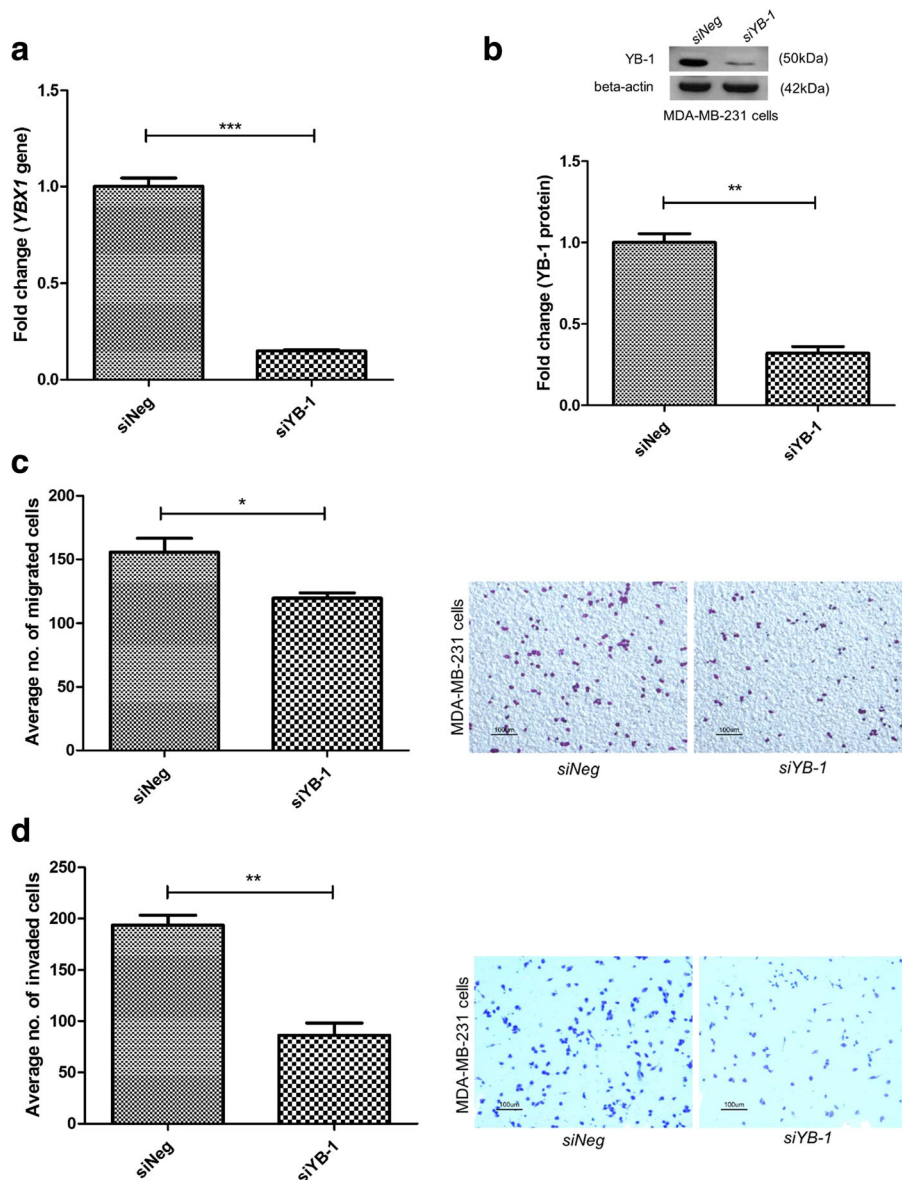 a
Fold change (YBX1 gene)
1.5
1.0
0.5
0.0
***
siNeg
siYB-1
b
siNeg
siYB-1
YB-1
(50kDa)
beta-actin
(42kDa)
MDA-MB-231 cells
Fold change (YB-1 protein)
1.5
1.0
0.5
0.0
**
siNeg
siYB-1
c
Average no. of migrated cells
200
150
100
50
0
*
siNeg
siYB-1
MDA-MB-231 cells
100um
100um
siNeg
siYB-1
d
Average no. of invaded cells
250
200
150
100
50
0
**
siNeg
siYB-1
MDA-MB-231 cells
100um
100um
siNeg
siYB-1